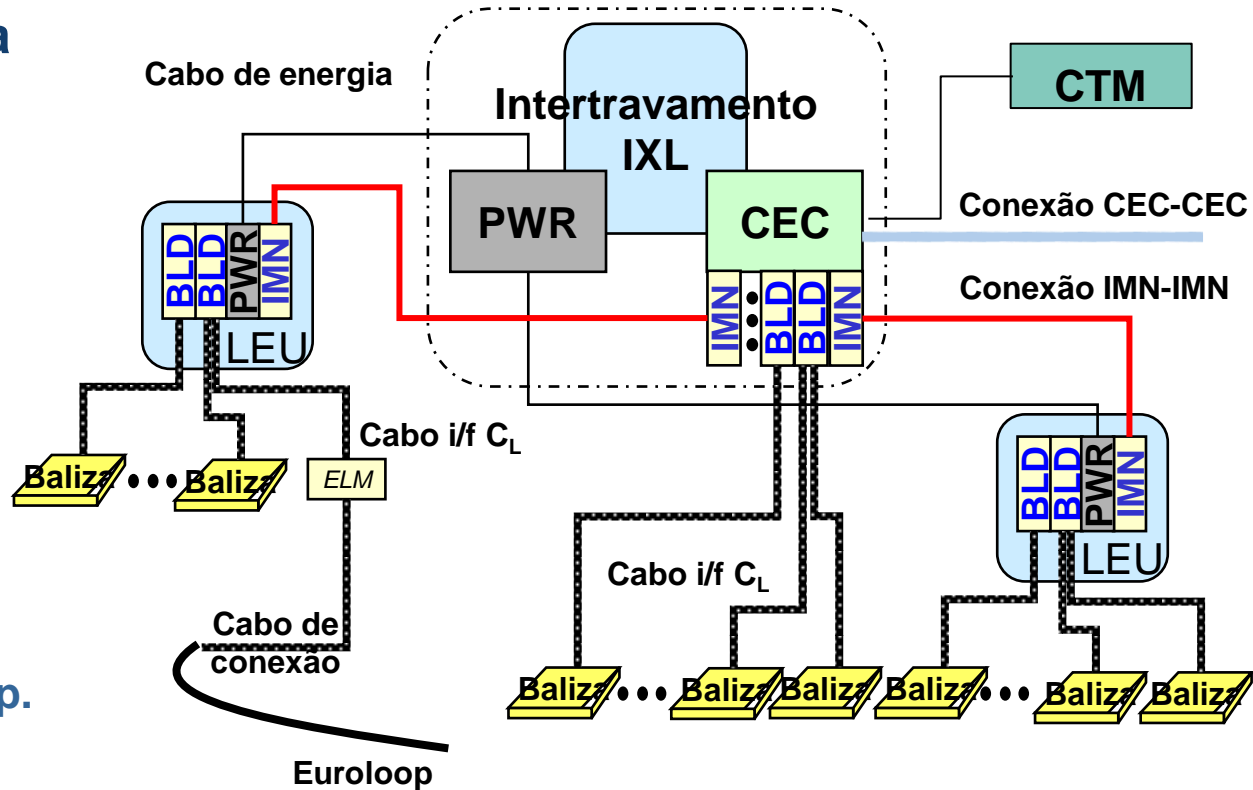 a
Cabo de energia
Intertravamento
IXL
CTM
PWR
CEC
Conexão CEC-CEC
Conexão IMN-IMN
BLD
BLD
PWR
IMN
LEU
IMN
BLD
BLD
IMN
Cabo i/f CL
ELM
Baliza
Baliza
BLD
BLD
PWR
IMN
LEU
Cabo i/f CL
Cabo de
conexão
Baliza
Baliza
Baliza
Baliza
Baliza
Baliza
p.
Euroloop